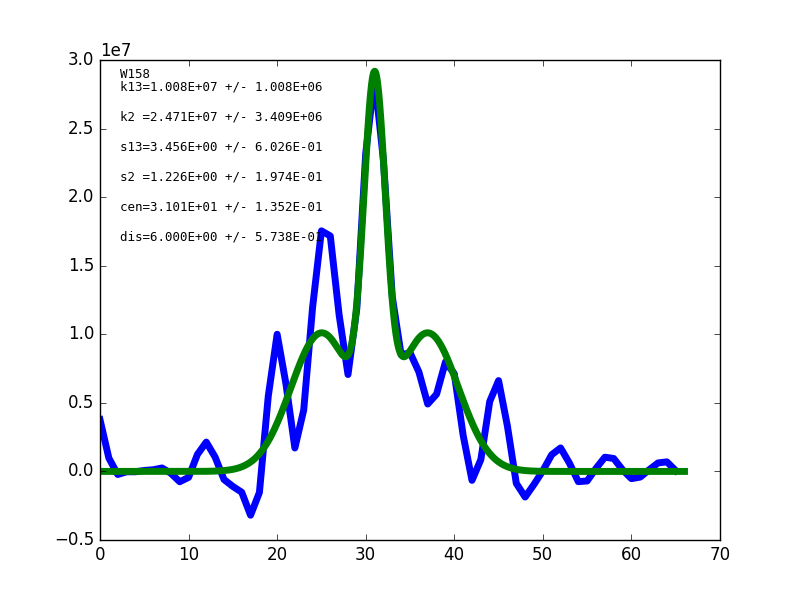 1e7
3.0
2.5
2.0
1.5
1.0
0.5
0.0
−0.5
W158
k13=1.008E+07 +/- 1.008E+06
k2 =2.471E+07 +/- 3.409E+06
s13=3.456E+00 +/- 6.026E-01
s2 =1.226E+00 +/- 1.974E-01
cen=3.101E+01 +/- 1.352E-01
dis=6.000E+00 +/- 5.738E-01
0 10 20 30 40 50 60 70